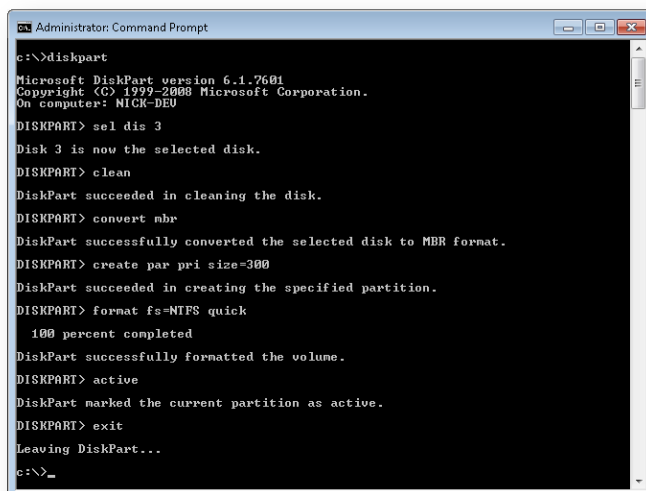 Administrator: Command Prompt
c:\>diskpart
Microsoft DiskPart version 6.1.7601
Copyright (C) 1999-2008 Microsoft Corporation.
On computer: NICK-DEV
DISKPART> sel dis 3
Disk 3 is now the selected disk.
DISKPART> clean
DiskPart succeeded in cleaning the disk.
DISKPART> convert mbr
DiskPart successfully converted the selected disk to MBR format.
DISKPART> create par pri size=300
DiskPart succeeded in creating the specified partition.
DISKPART> format fs=NTFS quick
100 percent completed
DiskPart successfully formatted the volume.
DISKPART> active
DiskPart marked the current partition as active.
DISKPART> exit
Leaving DiskPart...
c:\>_